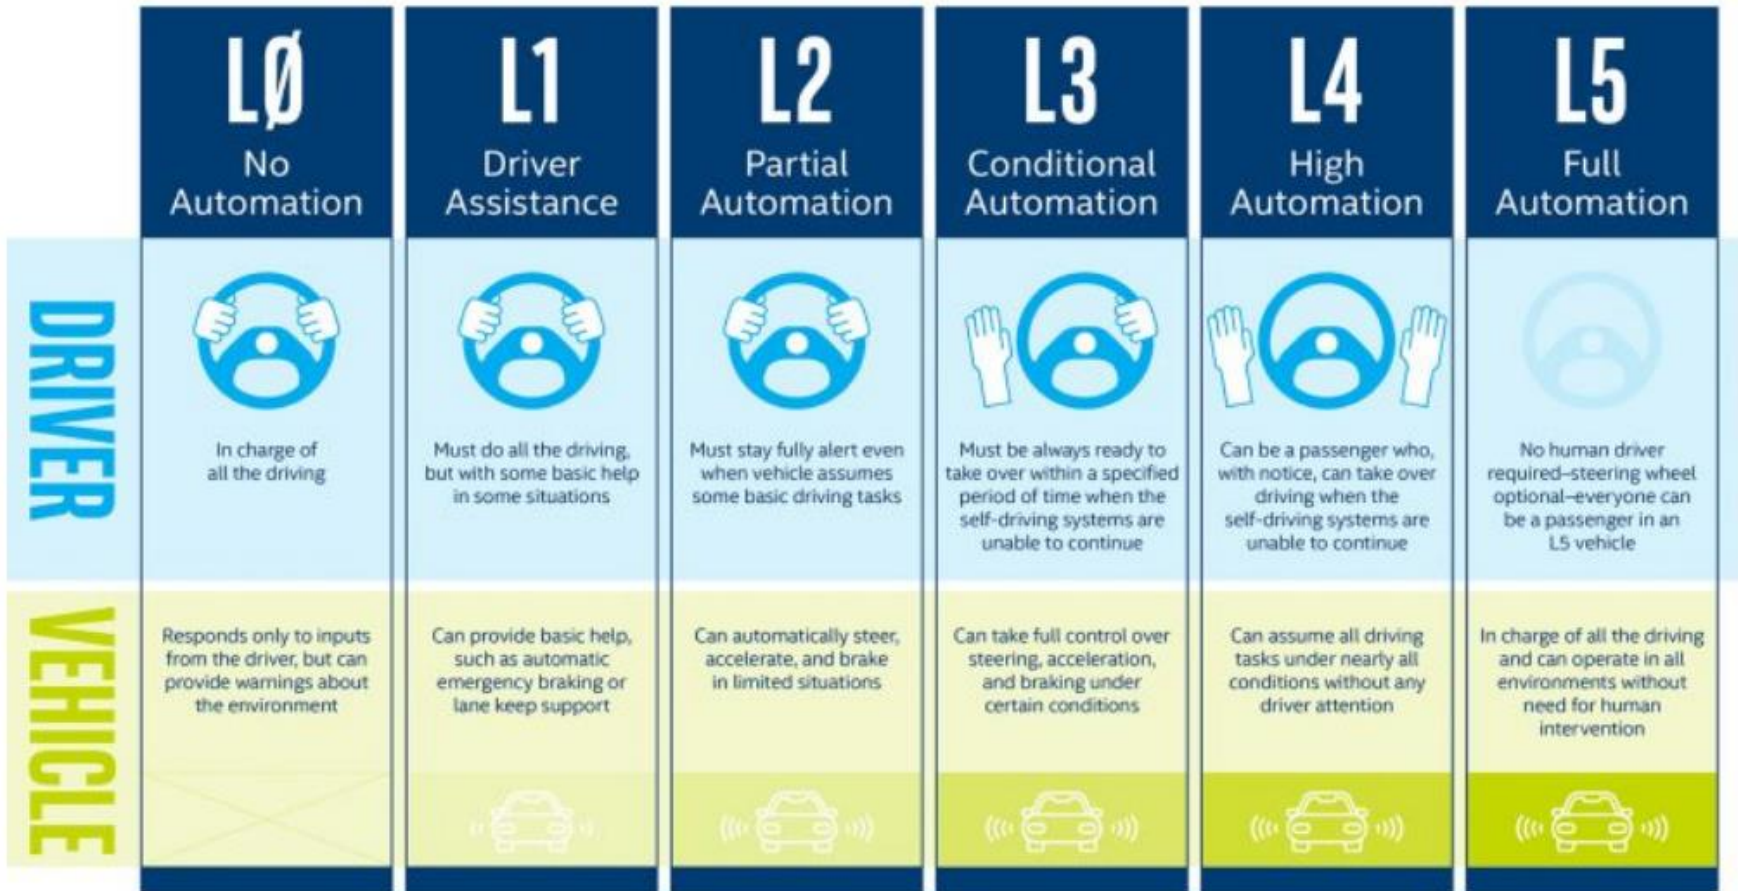 LØ
No
Automation
L1
Driver
Assistance
L2
Partial
Automation
L3
Conditional
Automation
L4
High
Automation
L5
Full
Automation
DRIVER
In charge of
all the driving
Must do all the driving,
but with some basic help
in some situations
Must stay fully alert even
when vehicle assumes
some basic driving tasks
Must be always ready to
take over within a specified
period of time when the
self-driving systems are
unable to continue
Can be a passenger who,
with notice, can take over
driving when the
self-driving systems are
unable to continue
No human driver
required–steering wheel
optional–everyone can
be a passenger in an
L5 vehicle
VEHICLE
Responds only to inputs
from the driver, but can
provide warnings about
the environment
Can provide basic help,
such as automatic
emergency braking or
lane keep support
Can automatically steer,
accelerate, and brake
in limited situations
Can take full control over
steering, acceleration,
and braking under
certain conditions
Can assume all driving
tasks under nearly all
conditions without any
driver attention
In charge of all the driving
and can operate in all
environments without
need for human
intervention